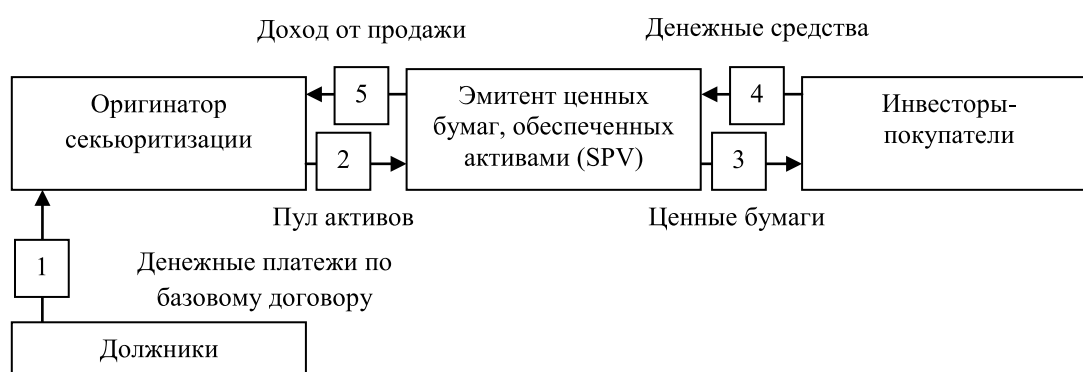 Доход от продажи
Денежные средства
Оригинатор
секьюритизации
5
2
Эмитент ценных
бумаг, обеспеченных
активами (SPV)
4
3
Инвесторы-
покупатели
Пул активов
Ценные бумаги
1
Денежные платежи по
базовому договору
Должники